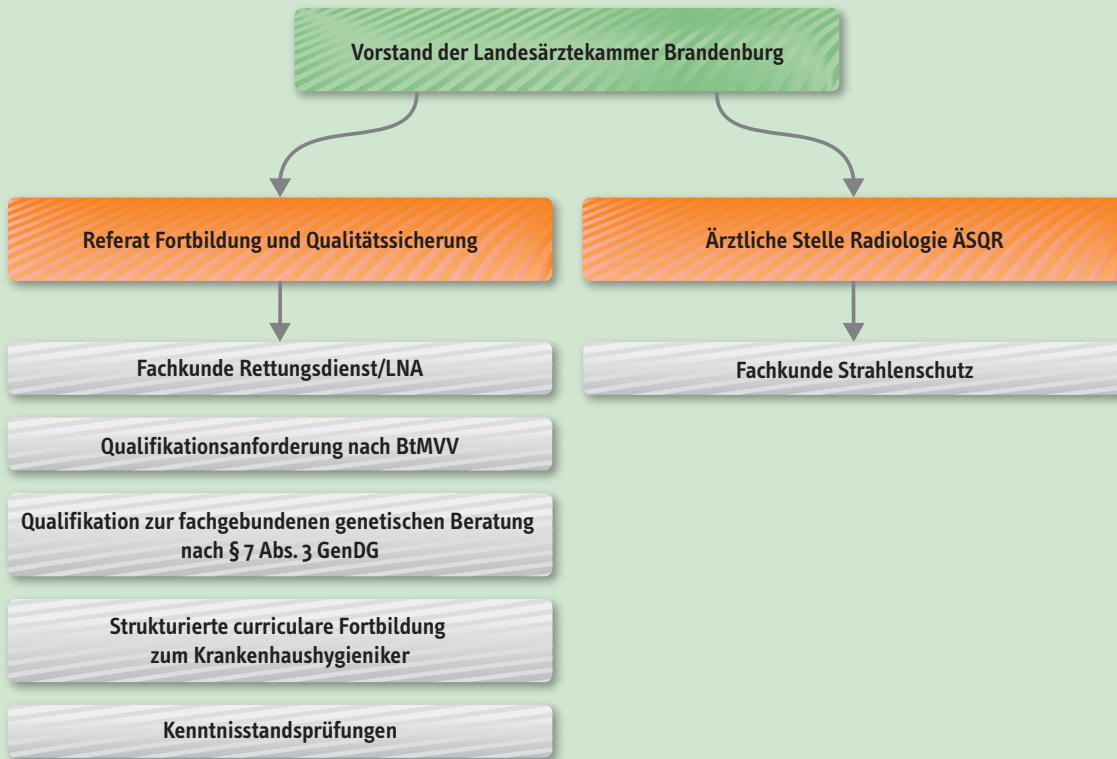 Vorstand der Landesärztekammer Brandenburg
Referat Fortbildung und Qualitätssicherung
Ärztliche Stelle Radiologie ÄSQR
Fachkunde Rettungsdienst/LNA
Fachkunde Strahlenschutz
Qualifikationsanforderung nach BtMVV
Qualifikation zur fachgebundenen genetischen Beratung
nach § 7 Abs. 3 GenDG
Strukturierte curriculare Fortbildung
zum Krankenhaushygieniker
Kenntnisstandsprüfungen